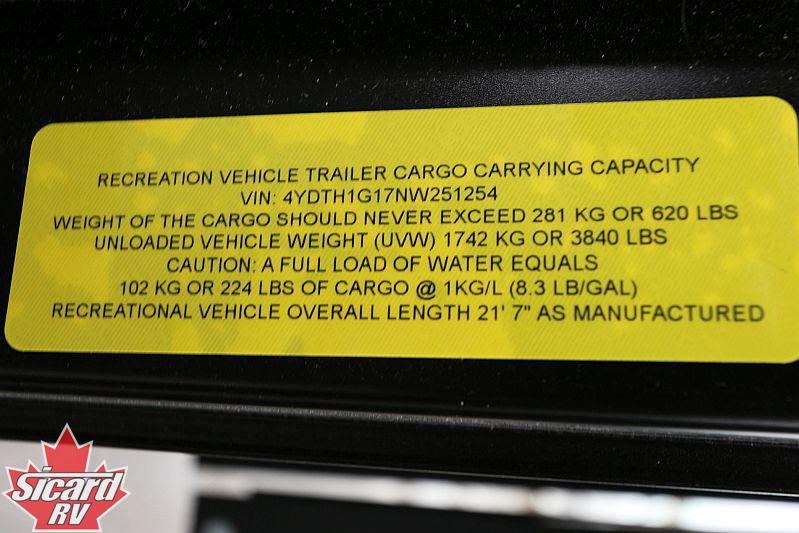 RECREATION VEHICLE TRAILER CARGO CARRYING CAPACITY
VIN: 4YDTH1G17NW251254
WEIGHT OF THE CARGO SHOULD NEVER EXCEED 281 KG OR 620 LBS
UNLOADED VEHICLE WEIGHT (UVW) 1742 KG OR 3840 LBS
CAUTION: A FULL LOAD OF WATER EQUALS
102 KG OR 224 LBS OF CARGO @ 1KG/L (8.3 LB/GAL)
RECREATIONAL VEHICLE OVERALL LENGTH 21' 7" AS MANUFACTURED
Sicard
RV